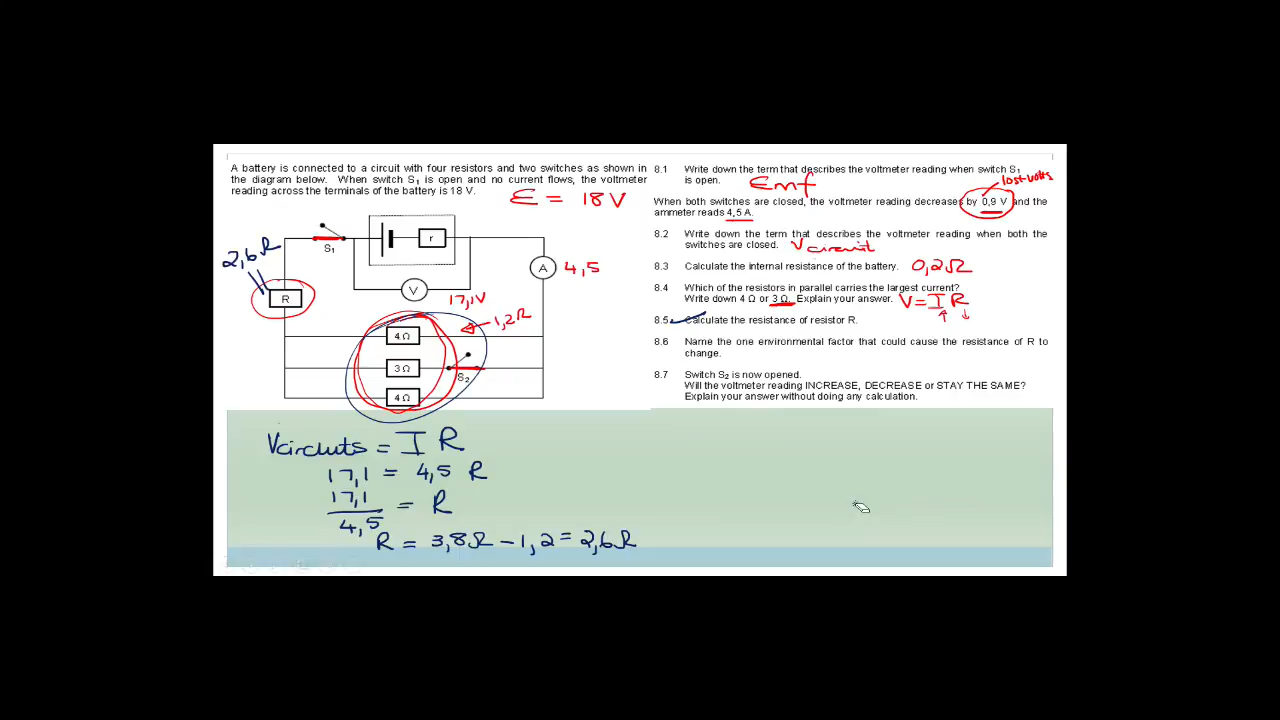 A battery is connected to a circuit with four resistors and two switches as shown in
the diagram below. When switch S1 is open and no current flows, the voltmeter
reading across the terminals of the battery is 18 V.
Ɛ = 18V
S1
r
2,6Ω
R
V
17,1V
A
4,5
1,2Ω
4Ω
3Ω
S2
4Ω
8.1 Write down the term that describes the voltmeter reading when switch S1
is open.
Emf
lost volts
When both switches are closed, the voltmeter reading decreases by 0,9 V and the
ammeter reads 4,5 A.
8.2 Write down the term that describes the voltmeter reading when both the
switches are closed. Vcircuit
8.3 Calculate the internal resistance of the battery. 0,2Ω
8.4 Which of the resistors in parallel carries the largest current?
Write down 4 Ω or 3 Ω. Explain your answer. V = I R
8.5 Calculate the resistance of resistor R.
8.6 Name the one environmental factor that could cause the resistance of R to
change.
8.7 Switch S2 is now opened.
Will the voltmeter reading INCREASE, DECREASE or STAY THE SAME?
Explain your answer without doing any calculation.
Vcircuts = I R
17,1 = 4,5 R
17,1
4,5
= R
R = 3,8Ω - 1,2 = 2,6Ω